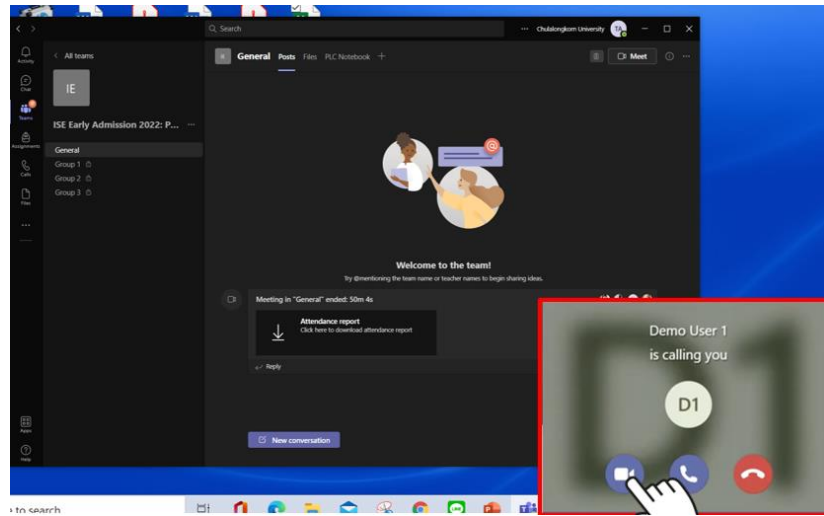 Search
Chulalongkorn University
TA
Activity
Chat
Teams
Assignments
Calls
Files
Apps
Help
All teams
IE
ISE Early Admission 2022: P...
General
Group 1
Group 2
Group 3
General Posts Files PLC Notebook
Meet
Welcome to the team!
Try @mentioning the team name or teacher names to begin sharing ideas.
Meeting in "General" ended: 50m 4s
Attendance report
Click here to download attendance report
Reply
New conversation
Demo User 1
is calling you
D1
D1
e to search